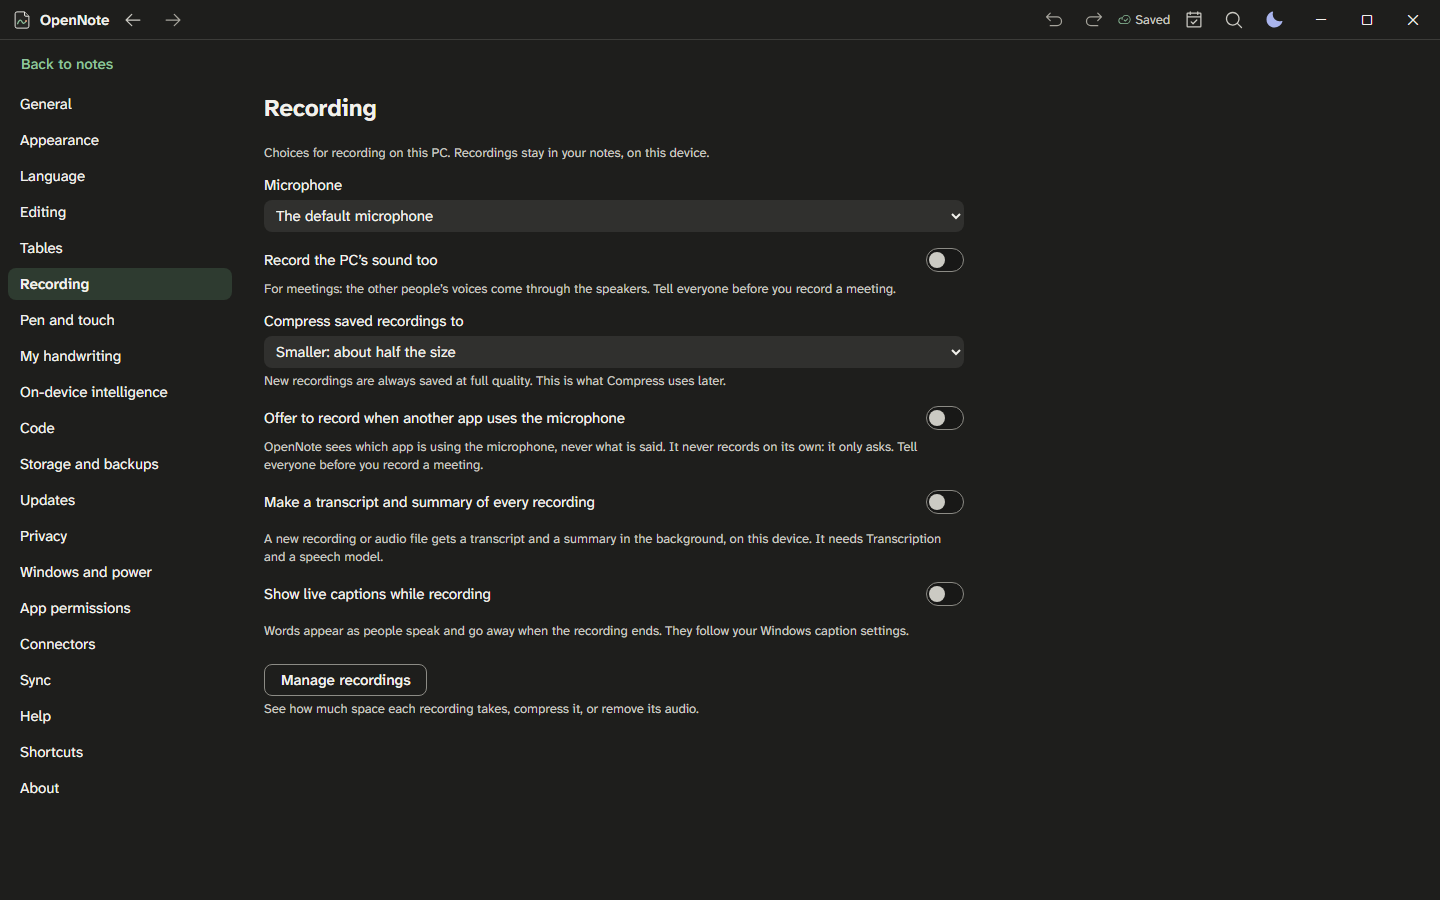 OpenNote
Saved
Back to notes
General
Appearance
Language
Editing
Tables
Recording
Pen and touch
My handwriting
On-device intelligence
Code
Storage and backups
Updates
Privacy
Windows and power
App permissions
Connectors
Sync
Help
Shortcuts
About
Recording
Choices for recording on this PC. Recordings stay in your notes, on this device.
Microphone
The default microphone
Record the PC's sound too
For meetings: the other people's voices come through the speakers. Tell everyone before you record a meeting.
Compress saved recordings to
Smaller: about half the size
New recordings are always saved at full quality. This is what Compress uses later.
Offer to record when another app uses the microphone
OpenNote sees which app is using the microphone, never what is said. It never records on its own: it only asks. Tell
everyone before you record a meeting.
Make a transcript and summary of every recording
A new recording or audio file gets a transcript and a summary in the background, on this device. It needs Transcription
and a speech model.
Show live captions while recording
Words appear as people speak and go away when the recording ends. They follow your Windows caption settings.
Manage recordings
See how much space each recording takes, compress it, or remove its audio.